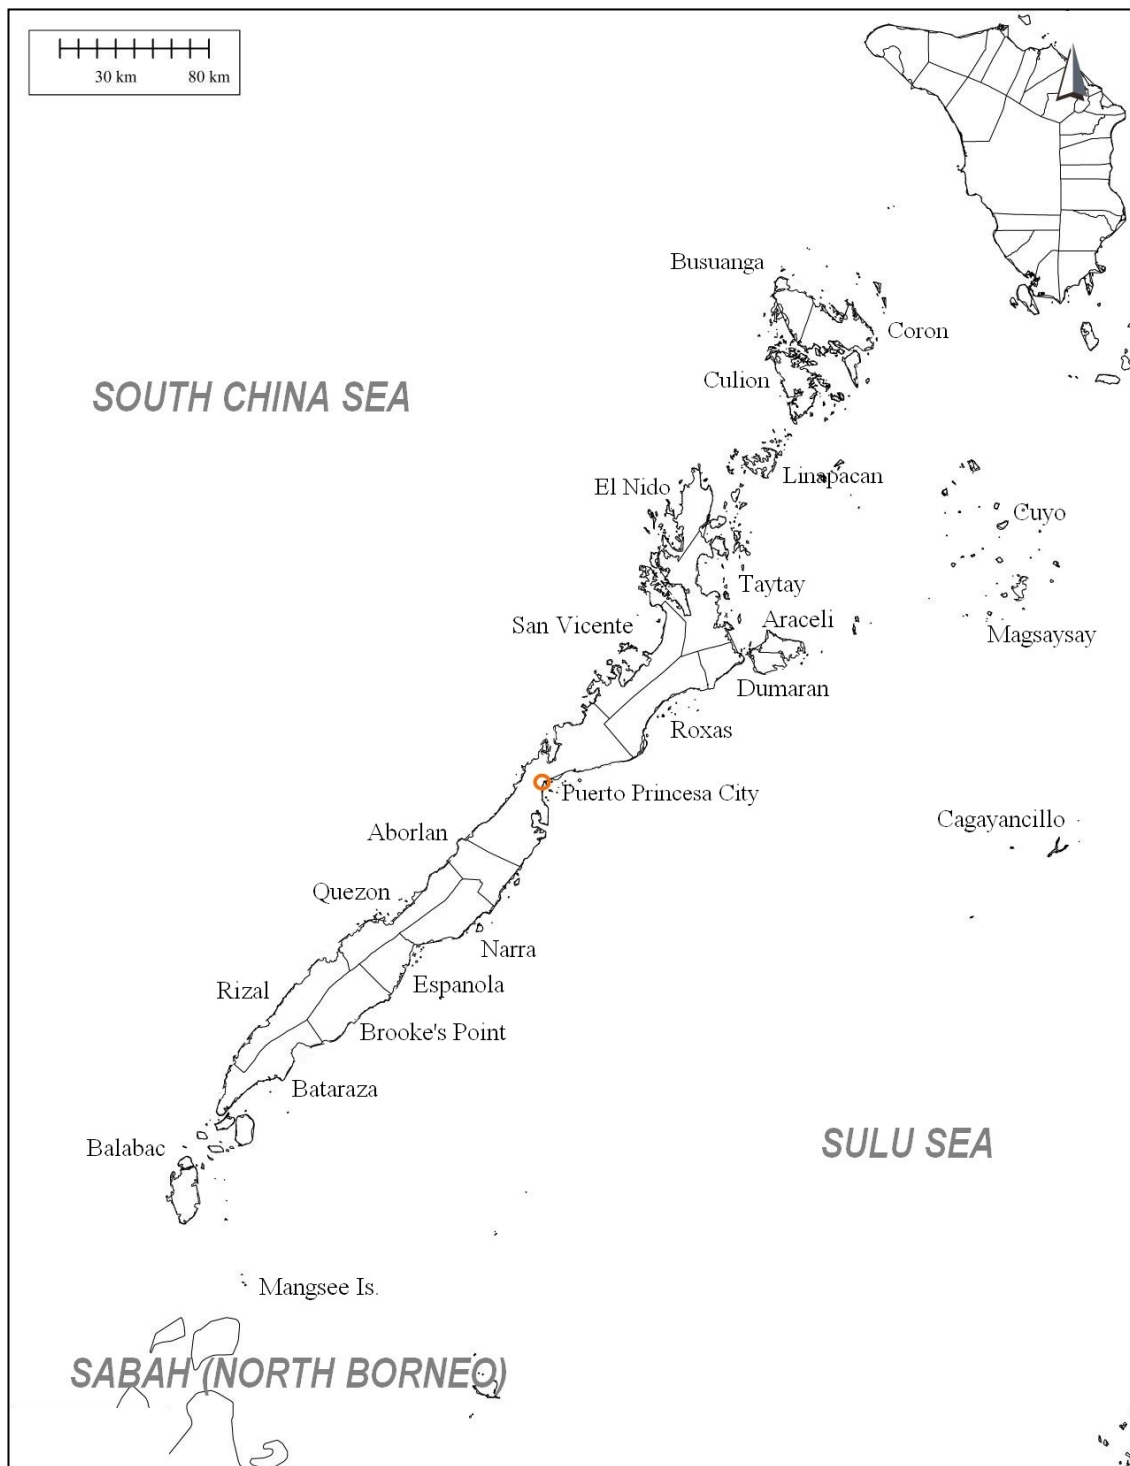 30 km 80 km
Busuanga
Coron
Culion
SOUTH CHINA SEA
Linapacan
El Nido
Cuyo
Taytay
Araceli
San Vicente
Magsaysay
Dumaran
Roxas
Puerto Princesa City
Cagayancillo
Aborlan
Quezon
Narra
Espanola
Rizal
Brooke's Point
Bataraza
SULU SEA
Balabac
Mangsee Is.
SABAH (NORTH BORNEO)